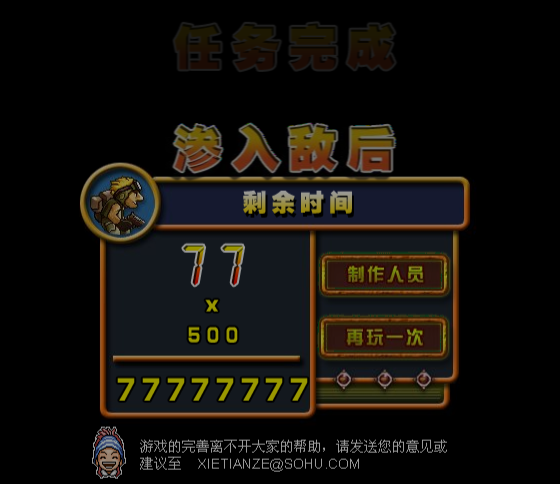 任务完成
渗入敌后
剩余时间
77
x
500
77777777
制作人员
再玩一次
游戏的完善离不开大家的帮助，请发送您的意见或
建议至 XIETIANZE@SOHU.COM